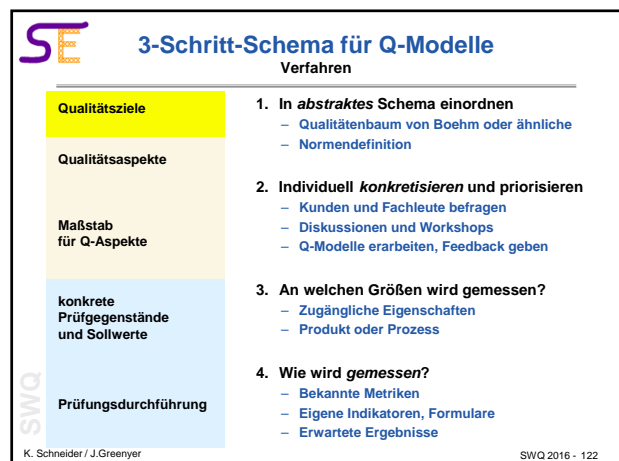 SE
3-Schritt-Schema für Q-Modelle
Verfahren
Qualitätsziele
Qualitätsaspekte
Maßstab
für Q-Aspekte
konkrete
Prüfgegenstände
und Sollwerte
Prüfungsdurchführung
1. In abstraktes Schema einordnen
– Qualitätenbaum von Boehm oder ähnliche
– Normendefinition
2. Individuell konkretisieren und priorisieren
– Kunden und Fachleute befragen
– Diskussionen und Workshops
– Q-Modelle erarbeiten, Feedback geben
3. An welchen Größen wird gemessen?
– Zugängliche Eigenschaften
– Produkt oder Prozess
4. Wie wird gemessen?
– Bekannte Metriken
– Eigene Indikatoren, Formulare
– Erwartete Ergebnisse
SWQ
K. Schneider / J.Greenyer
SWQ 2016 - 122